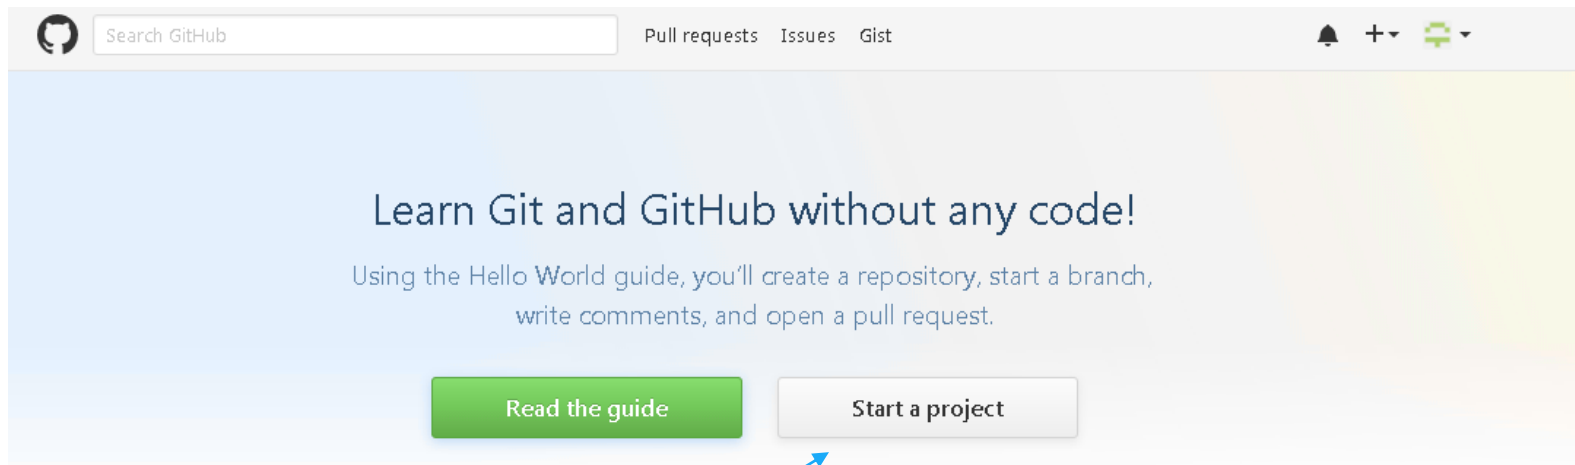 Search GitHub
Pull requests Issues Gist
Learn Git and GitHub without any code!
Using the Hello World guide, you'll create a repository, start a branch,
write comments, and open a pull request.
Read the guide
Start a project